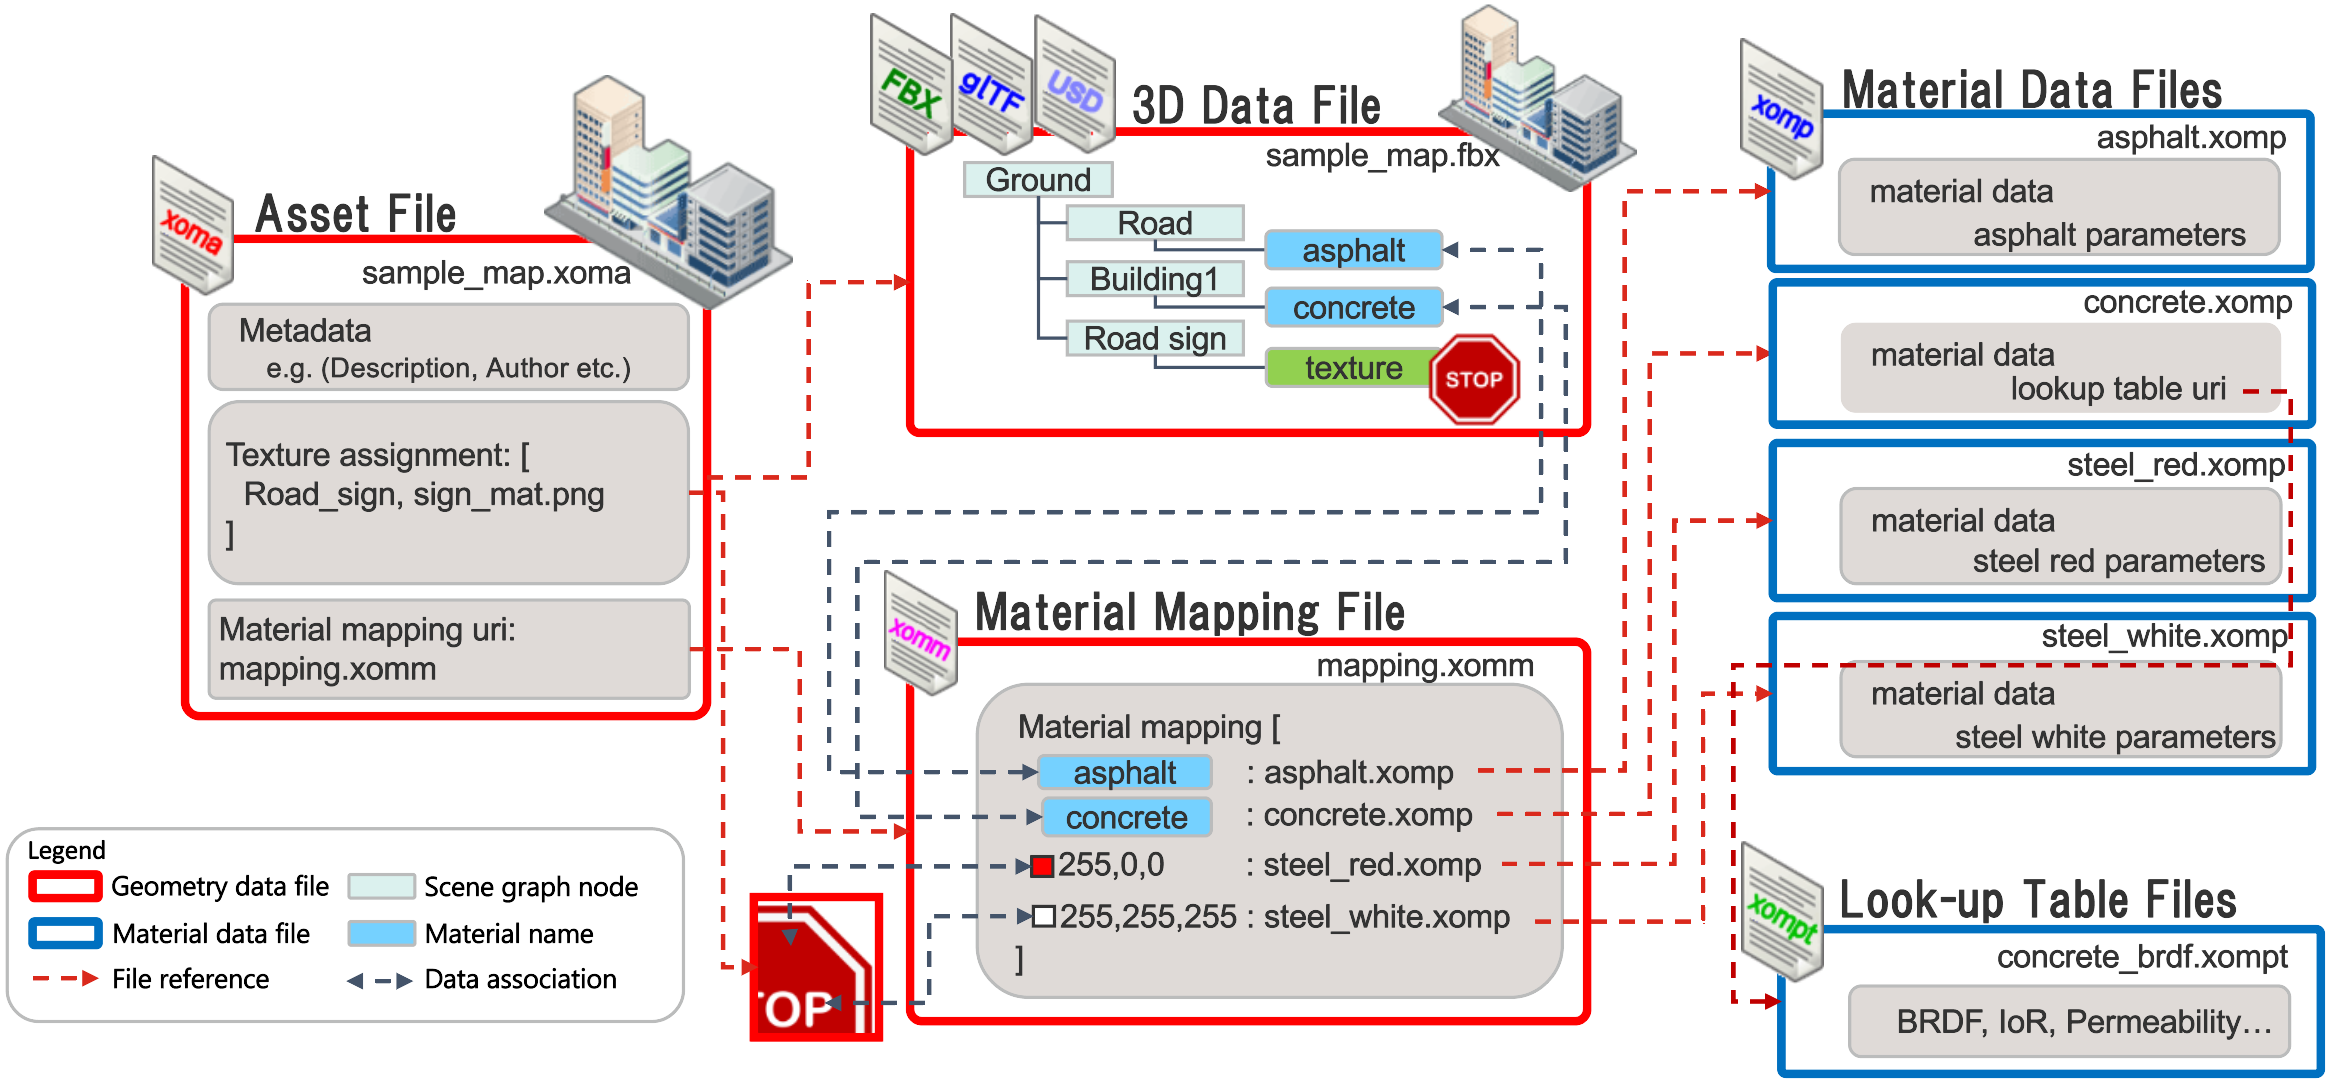 xoma
Asset File
sample_map.xoma
Metadata
e.g. (Description, Author etc.)
Texture assignment: [
Road_sign, sign_mat.png
]
Material mapping uri:
mapping.xomm
FBX
glTF
USD
3D Data File
sample_map.fbx
Ground
Road
asphalt
Building1
concrete
Road sign
texture
STOP
xomm
Material Mapping File
mapping.xomm
Material mapping [
asphalt : asphalt.xomp
concrete : concrete.xomp
255,0,0 : steel_red.xomp
255,255,255 : steel_white.xomp
]
TOP
xomp
Material Data Files
asphalt.xomp
material data
asphalt parameters
concrete.xomp
material data
lookup table uri
steel_red.xomp
material data
steel red parameters
steel_white.xomp
material data
steel white parameters
xompt
Look-up Table Files
concrete_brdf.xompt
BRDF, IoR, Permeability...
Legend
Geometry data file
Scene graph node
Material data file
Material name
File reference
Data association